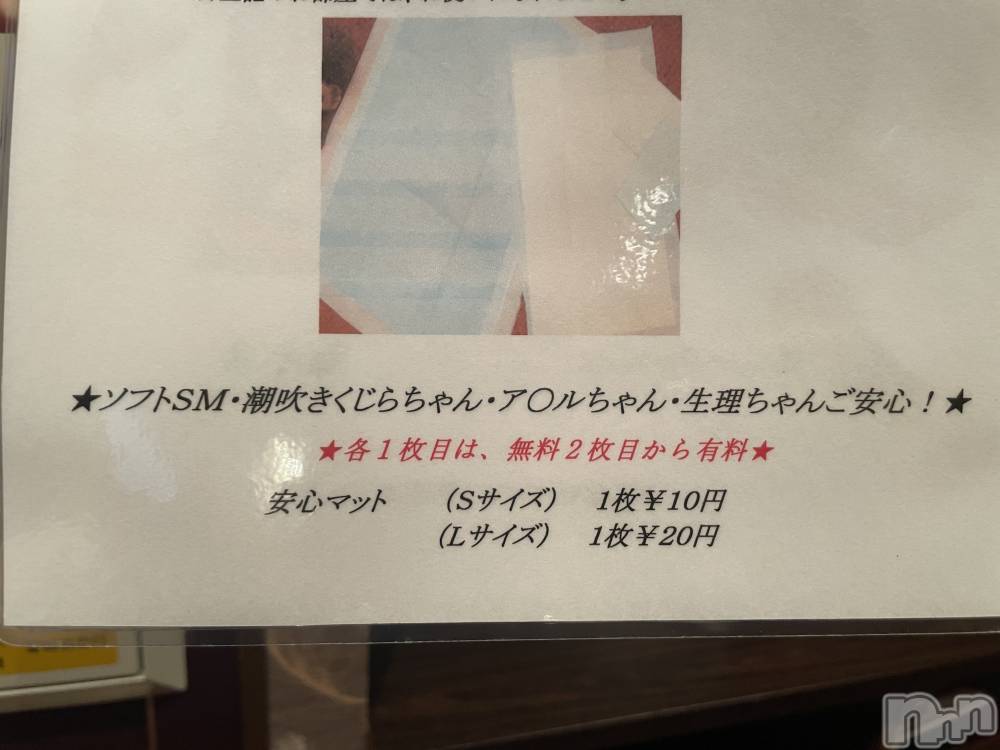 ★ソフトSM・潮吹きくじらちゃん・ア〇ルちゃん・生理ちゃんご安心！★
★各１枚目は、無料２枚目から有料★
安心マット　（Sサイズ）　1枚￥10円
（Lサイズ）　1枚￥20円
nnn